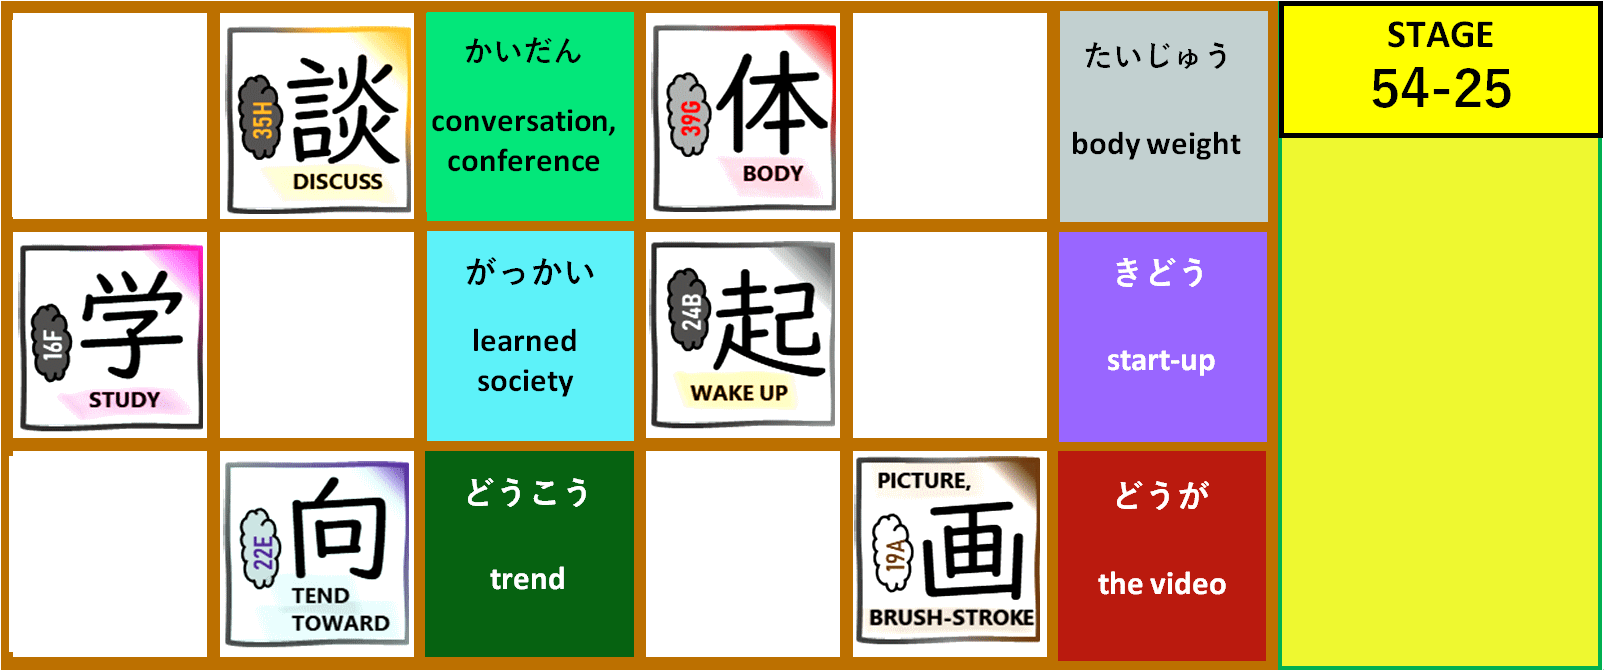 35H
談
DISCUSS
かいだん
conversation,
conference
39G
体
BODY
たいじゅう
body weight
STAGE
54-25
16F
学
STUDY
がっかい
learned
society
24B
起
WAKE UP
きどう
start-up
22E
向
TEND
TOWARD
どうこう
trend
PICTURE,
19A
画
BRUSH-STROKE
どうが
the video